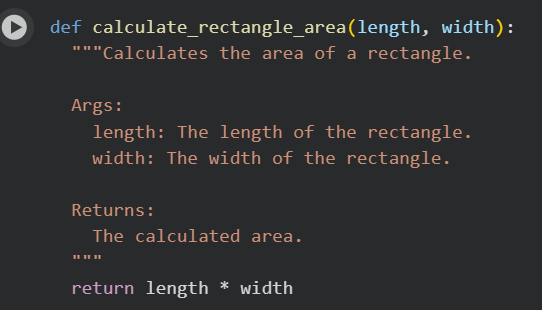 def calculate_rectangle_area(length, width):
"""Calculates the area of a rectangle.
Args:
length: The length of the rectangle.
width: The width of the rectangle.
Returns:
The calculated area.
"""
return length * width